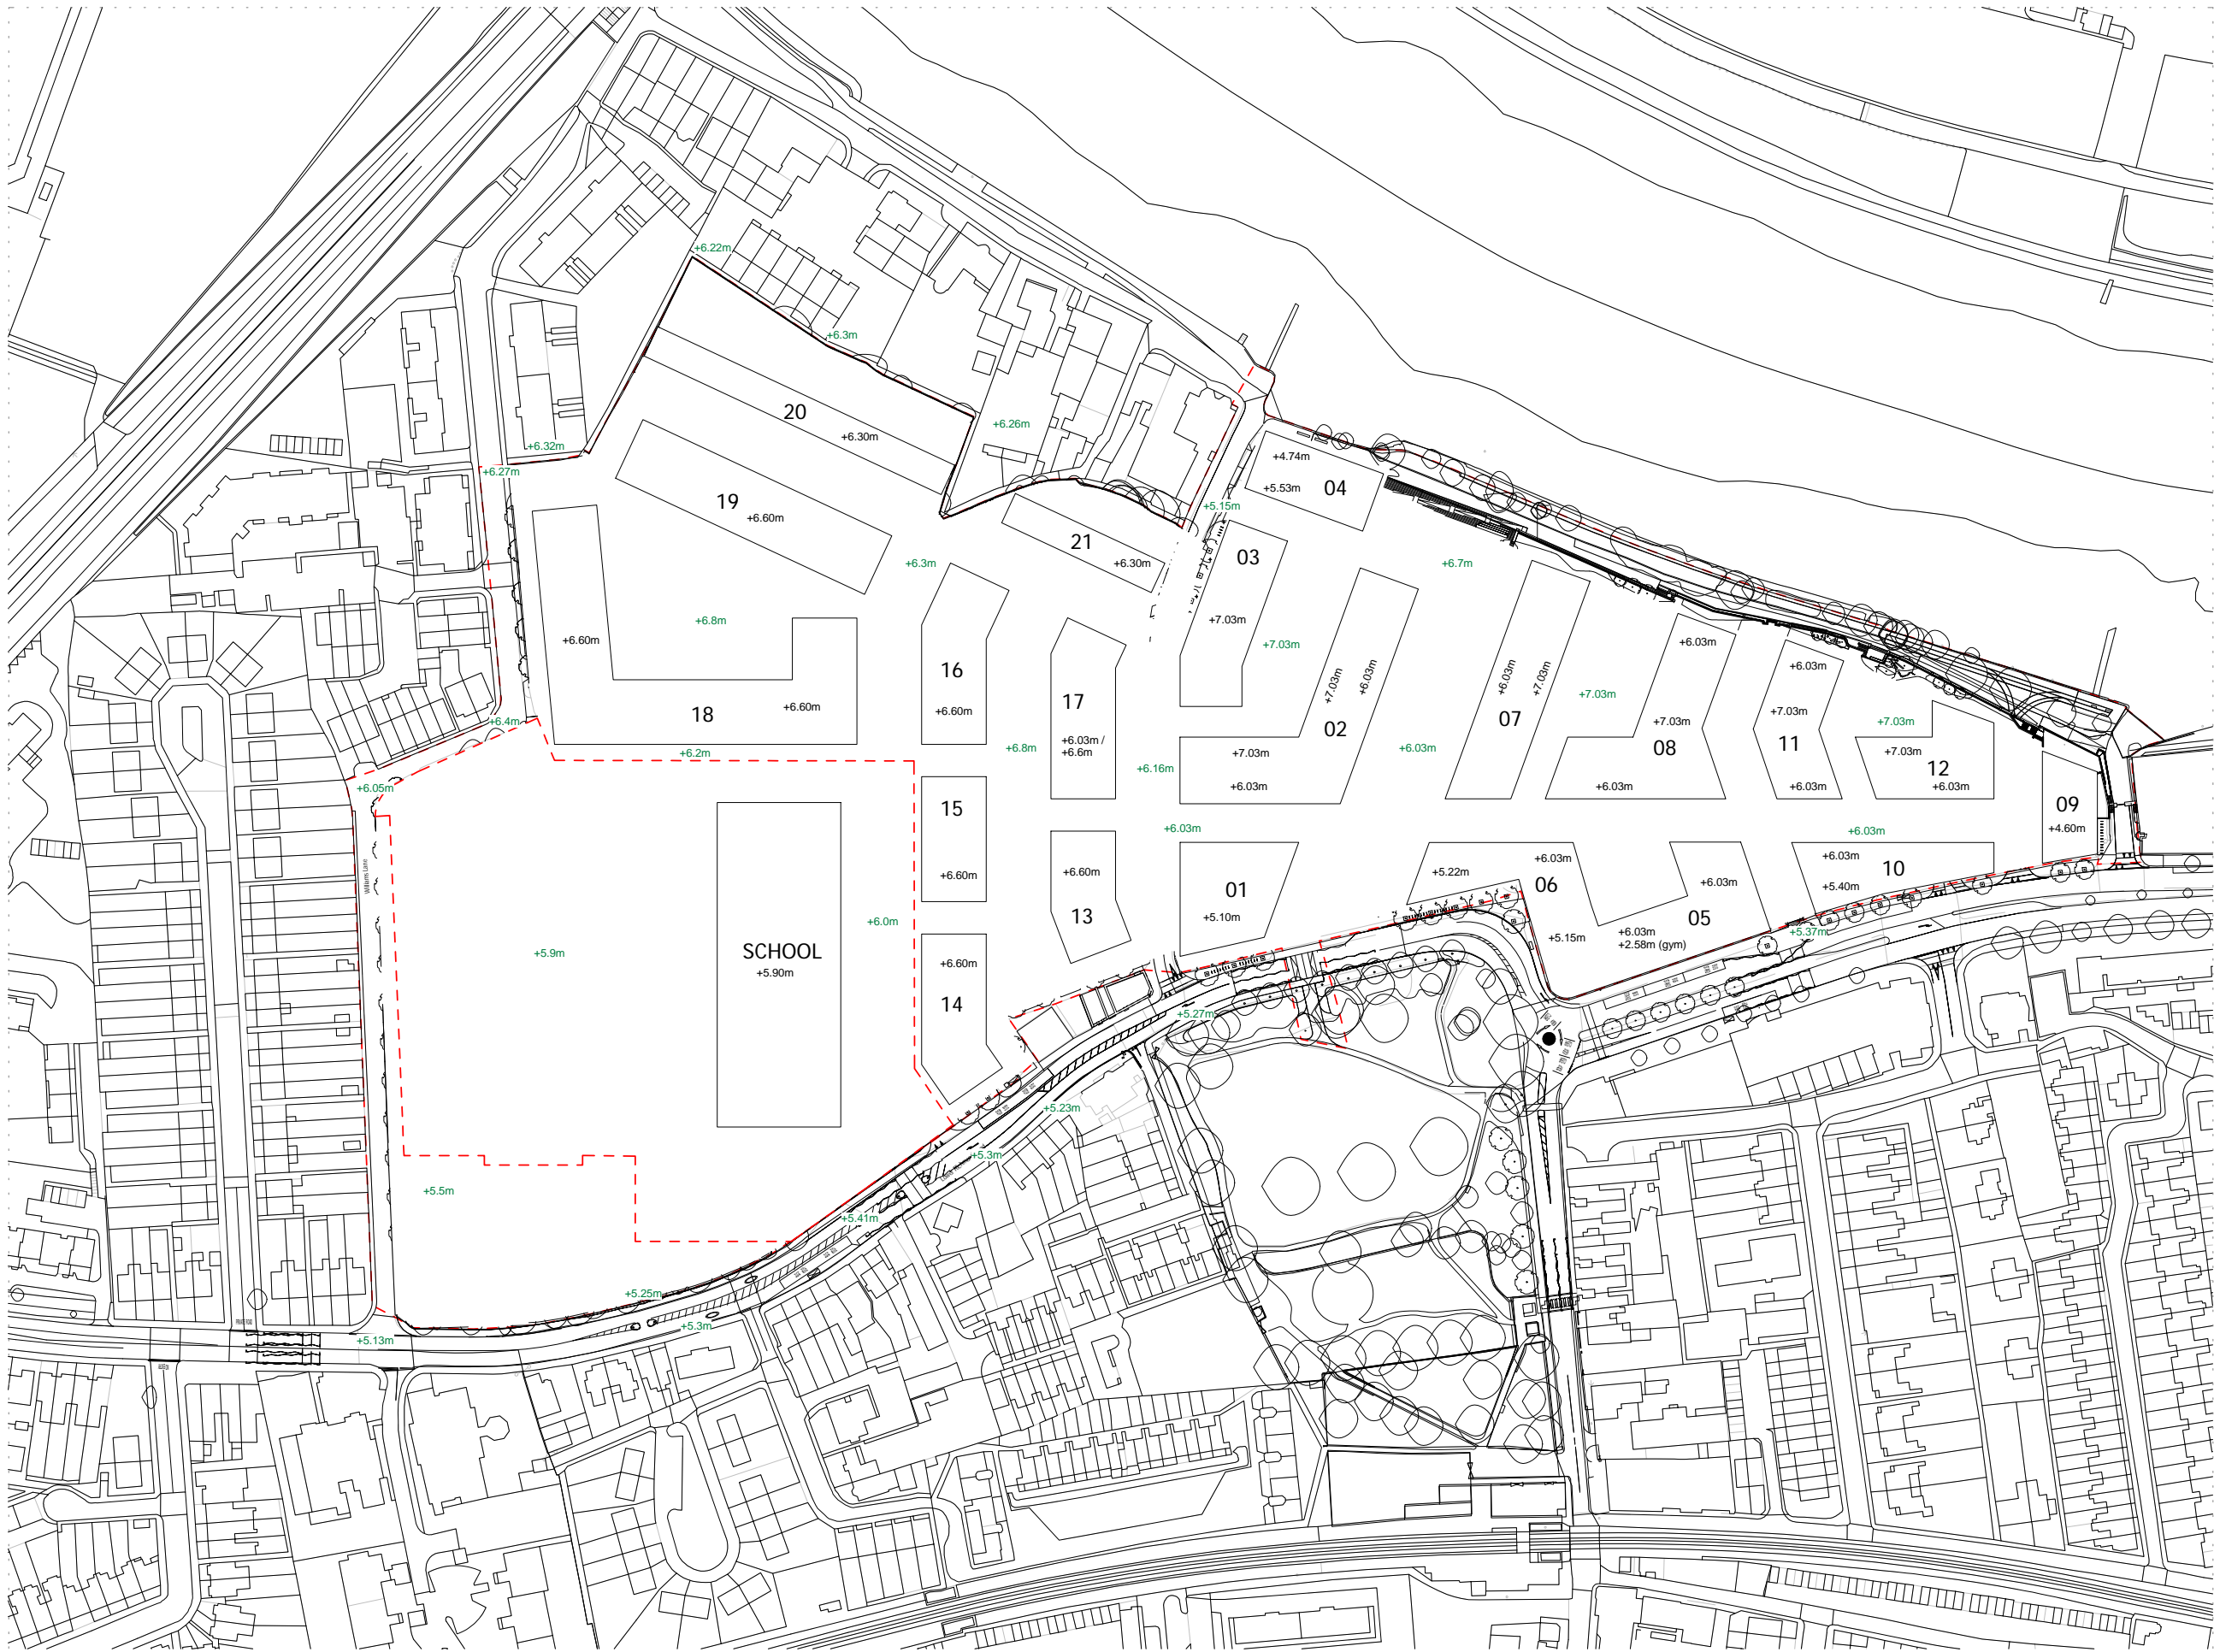 +6.22m
+6.3m
20
+6.30m
+6.26m
+6.32m
+6.27m
+4.74m
+5.53m
04
19
+6.60m
+5.15m
21
+6.30m
03
+6.3m
+6.7m
+7.03m
+6.8m
+6.60m
+7.03m
16
+6.60m
17
+6.03m /
+6.6m
+7.03m
+6.03m
02
+6.03m
+7.03m
07
+7.03m
+6.03m
+7.03m
08
+6.03m
+7.03m
11
+7.03m
+7.03m
12
18
+6.60m
+6.4m
+6.2m
+6.8m
+6.16m
+7.03m
+6.03m
+6.03m
+6.03m
+6.03m
+6.03m
+6.05m
15
+6.60m
+6.03m
+6.03m
09
+4.60m
Williams Lane
+6.60m
13
01
+5.10m
+5.22m
+6.03m
06
+6.03m
05
+6.03m
10
+5.40m
+6.0m
+5.9m
SCHOOL
+5.90m
+6.60m
14
+5.15m
+6.03m
+2.58m (gym)
+5.37m
+5.27m
+5.23m
+5.3m
+5.5m
+5.41m
+5.25m
+5.3m
+5.13m